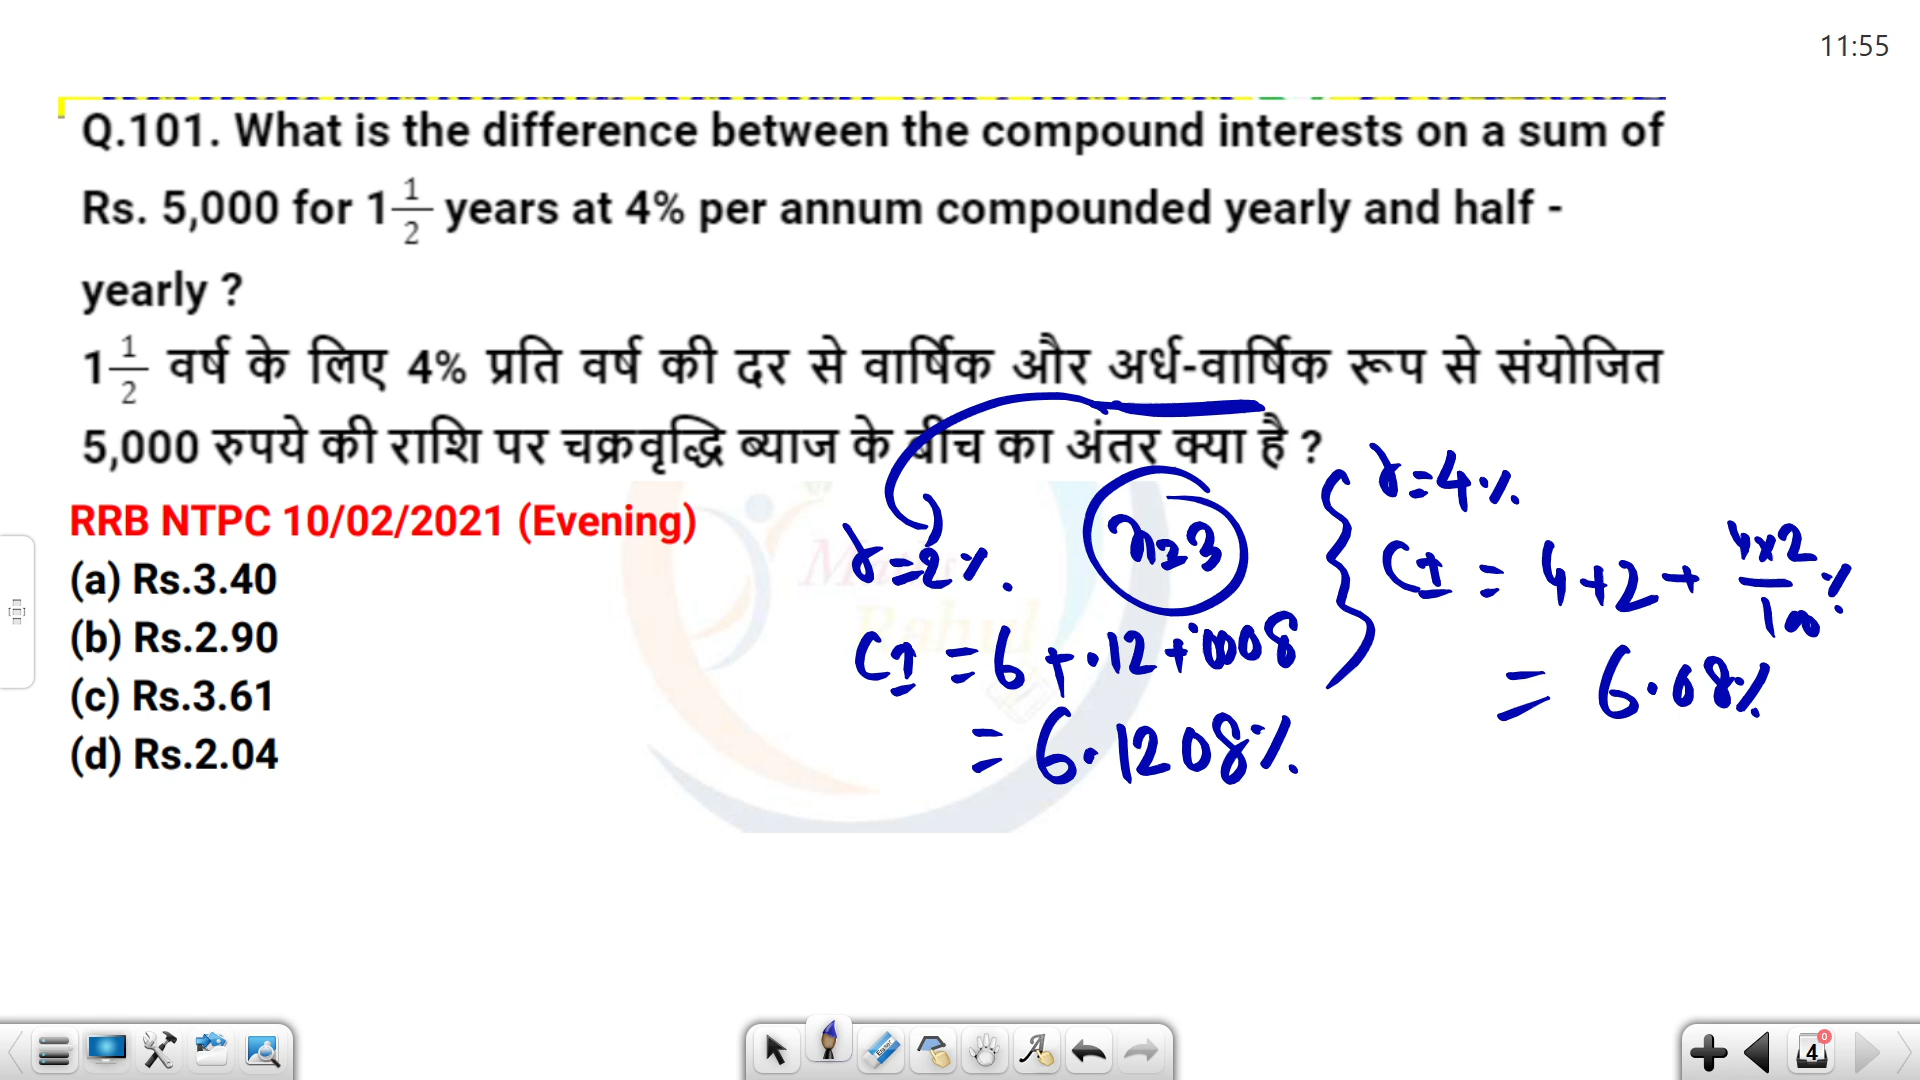 11:55
Q.101. What is the difference between the compound interests on a sum of
Rs. 5,000 for 1 1/2 years at 4% per annum compounded yearly and half -
yearly ?
1 1/2 वर्ष के लिए 4% प्रति वर्ष की दर से वार्षिक और अर्ध-वार्षिक रूप से संयोजित
5,000 रुपये की राशि पर चक्रवृद्धि ब्याज के बीच का अंतर क्या है ?
RRB NTPC 10/02/2021 (Evening)
(a) Rs.3.40
(b) Rs.2.90
(c) Rs.3.61
(d) Rs.2.04
r=2%.
n=3
CI = 6 + .12 + .0008
= 6.1208%.
r=4%.
CI = 4+2+ 4×2/100 %
= 6.08%
4
0